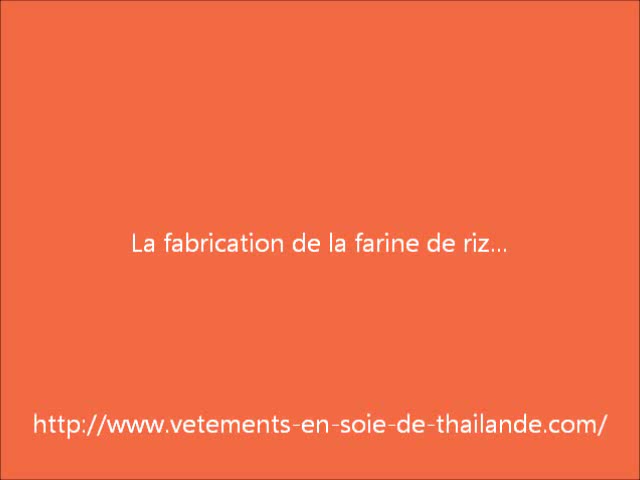 La fabrication de la farine de riz...
http://www.vetements-en-soie-de-thailande.com/